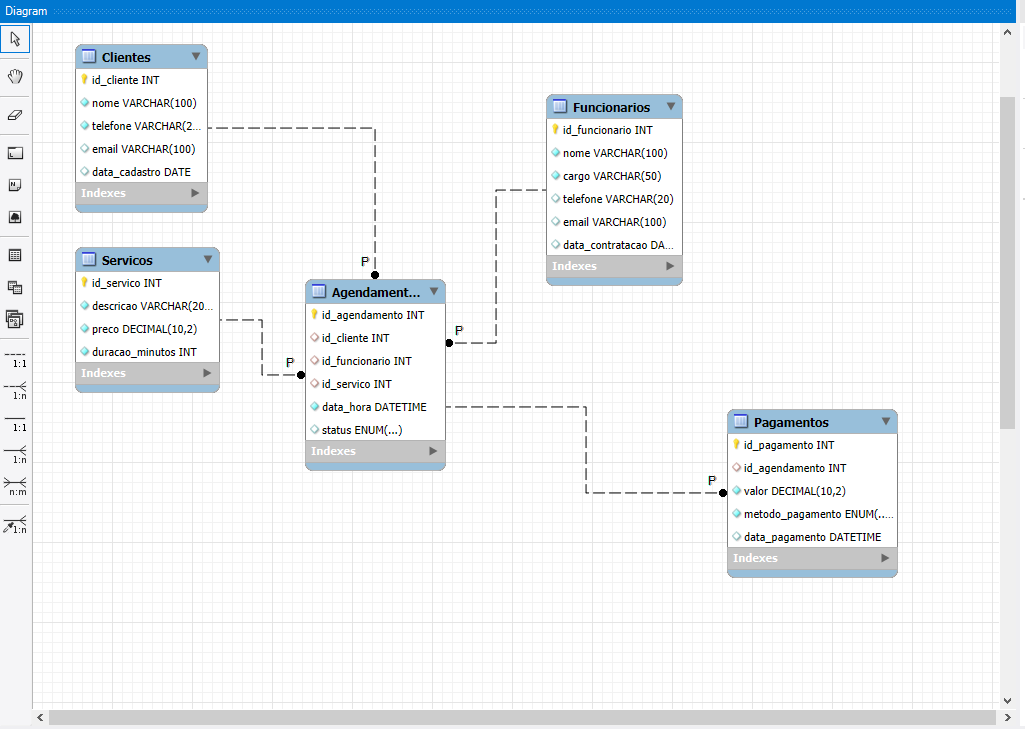 Diagram
Clientes
id_cliente INT
nome VARCHAR(100)
telefone VARCHAR(2...
email VARCHAR(100)
data_cadastro DATE
Indexes
Funcionarios
id_funcionario INT
nome VARCHAR(100)
cargo VARCHAR(50)
telefone VARCHAR(20)
email VARCHAR(100)
data_contratacao DA...
Indexes
Servicos
id_servico INT
descricao VARCHAR(20...
preco DECIMAL(10,2)
duracao_minutos INT
Indexes
P
P
P
Agendament...
id_agendamento INT
id_cliente INT
id_funcionario INT
id_servico INT
data_hora DATETIME
status ENUM(...)
Indexes
P
Pagamentos
id_pagamento INT
id_agendamento INT
valor DECIMAL(10,2)
metodo_pagamento ENUM(...
data_pagamento DATETIME
Indexes
1:1
1:n
1:1
1:n
n:m
1:n